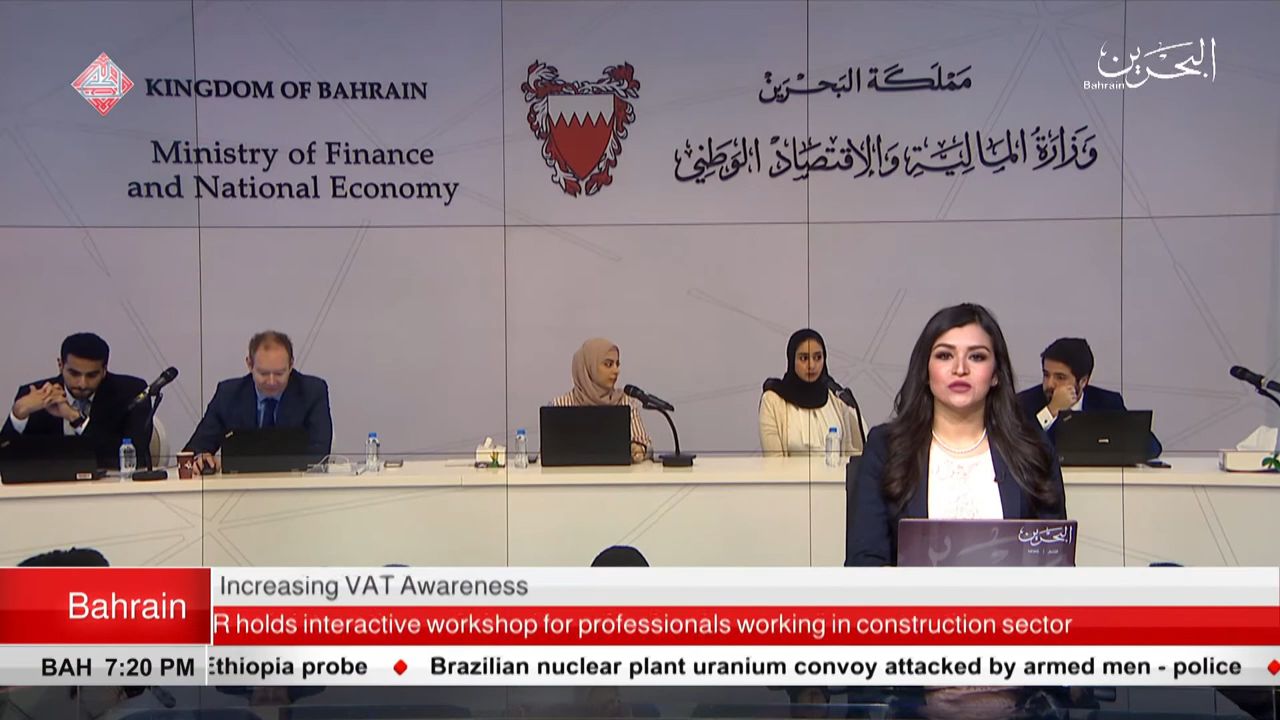 KINGDOM OF BAHRAIN
Ministry of Finance
and National Economy
مملكة البحرين
وزارة المالية والاقتصاد الوطني
البحرين
Bahrain
البحرين
Bahrain
Increasing VAT Awareness
R holds interactive workshop for professionals working in construction sector
BAH 7:20 PM
Ethiopia probe
Brazilian nuclear plant uranium convoy attacked by armed men - police